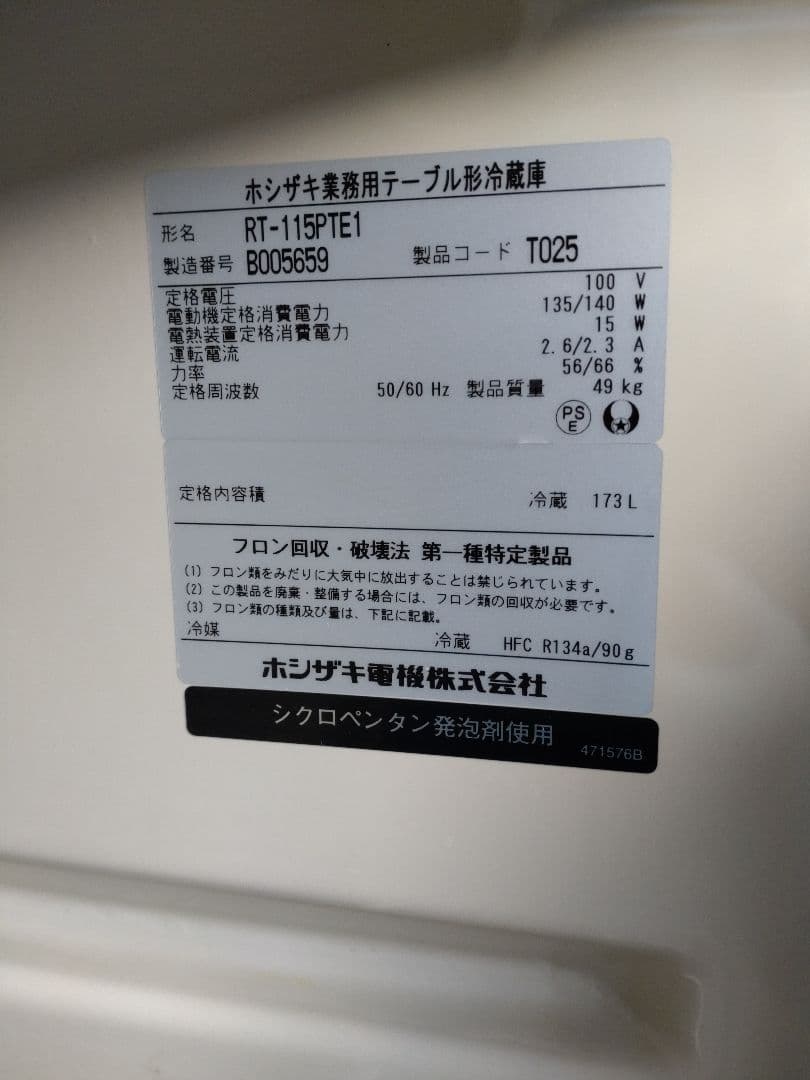 ホシザキ業務用テーブル形冷蔵庫
形名 RT-115PTE1
製造番号 B005659 製品コード T025
定格電圧 100 V
電動機定格消費電力 135/140 W
電熱装置定格消費電力 15 W
運転電流 2.6/2.3 A
力率 56/66 %
定格周波数 50/60 Hz 製品質量 49 kg
PS
E
定格内容積 冷蔵 173L
フロン回収・破壊法 第一種特定製品
(1) フロン類をみだりに大気中に放出することは禁じられています。
(2) この製品を廃棄・整備する場合には、フロン類の回収が必要です。
(3) フロン類の種類及び量は、下記に記載。
冷媒 冷蔵 HFC R134a/90g
ホシザキ電機株式会社
シクロペンタン発泡剤使用
471576B